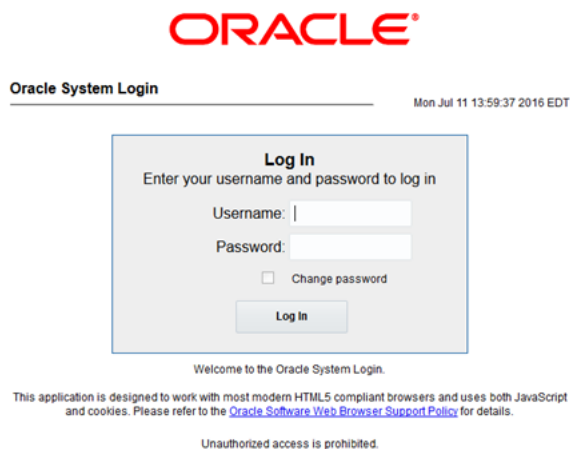 ORACLE®
Oracle System Login
Mon Jul 11 13:59:37 2016 EDT
Log In
Enter your username and password to log in
Username:
Password:
Change password
Log In
Welcome to the Oracle System Login.
This application is designed to work with most modern HTML5 compliant browsers and uses both JavaScript
and cookies. Please refer to the Oracle Software Web Browser Support Policy for details.
Unauthorized access is prohibited.